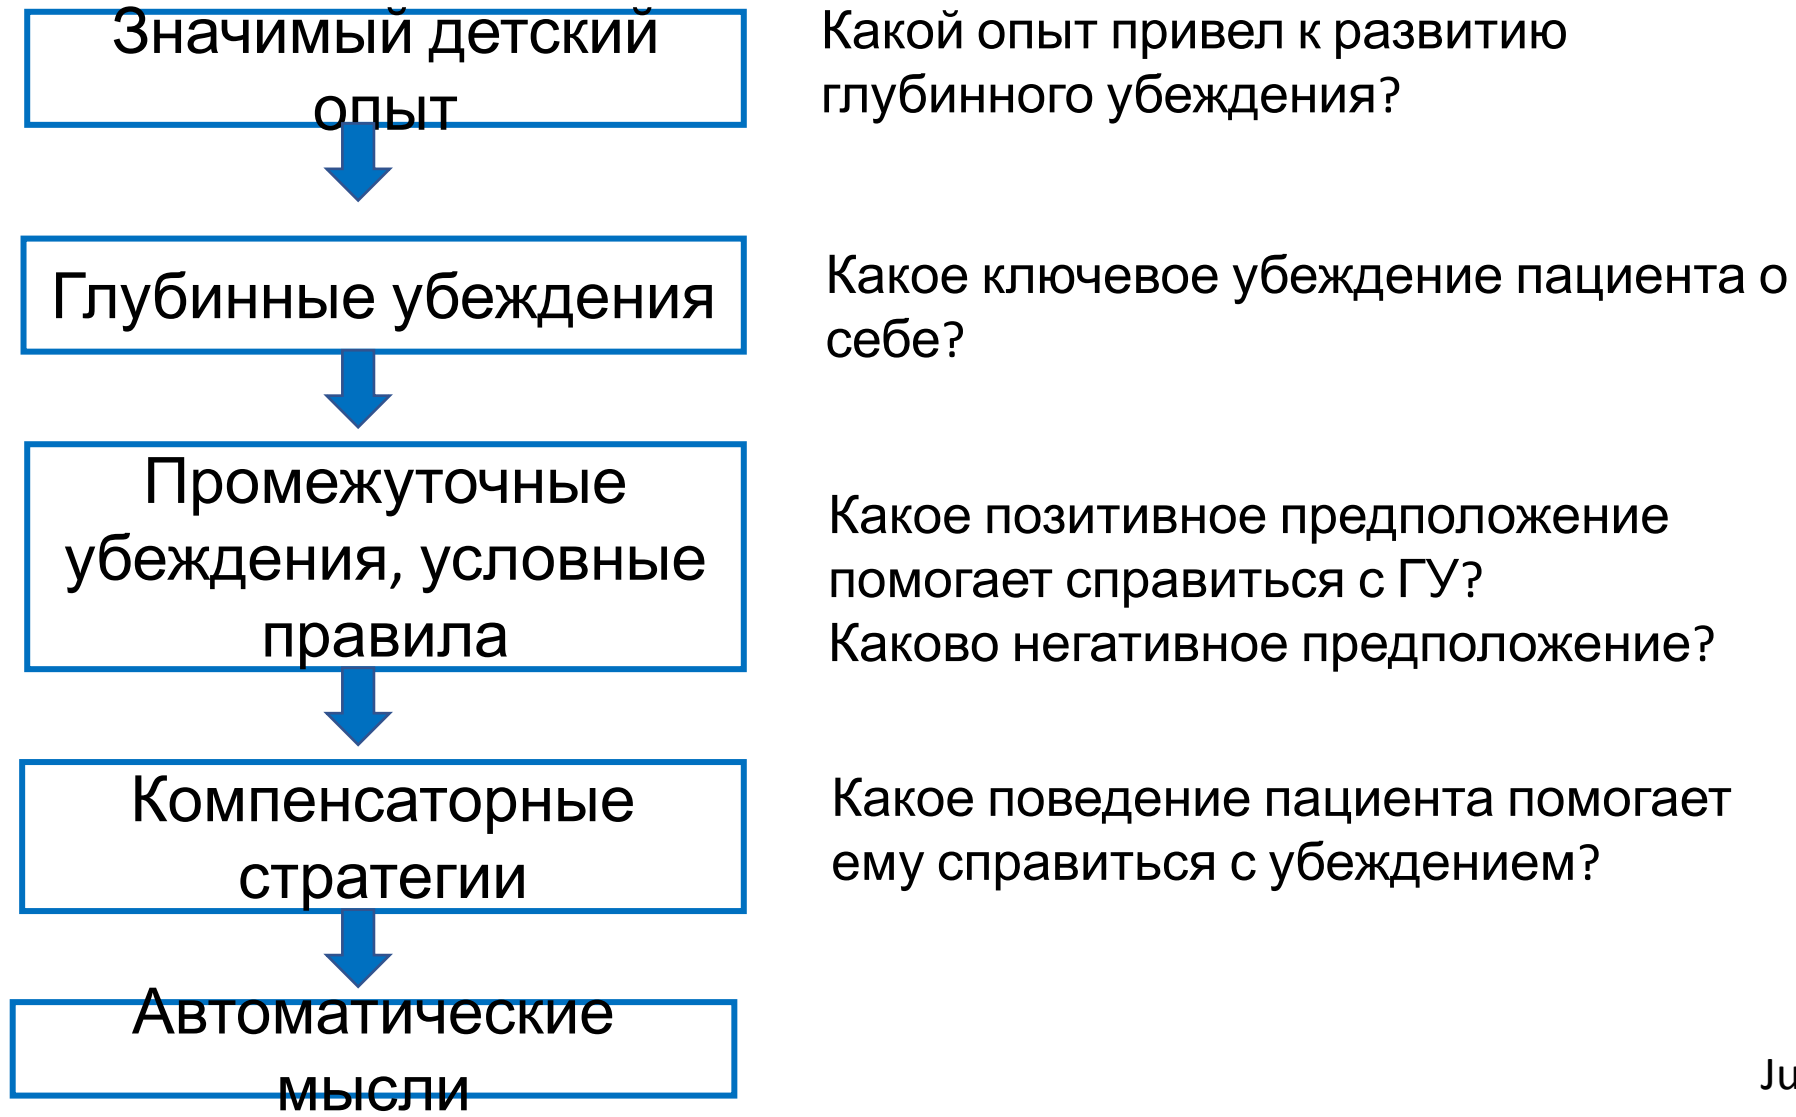 Значимый детский
опыт
Какой опыт привел к развитию
глубинного убеждения?
Глубинные убеждения
Какое ключевое убеждение пациента о
себе?
Промежуточные
убеждения, условные
правила
Какое позитивное предположение
помогает справиться с ГУ?
Каково негативное предположение?
Компенсаторные
стратегии
Какое поведение пациента помогает
ему справиться с убеждением?
Автоматические
мысли
Ju